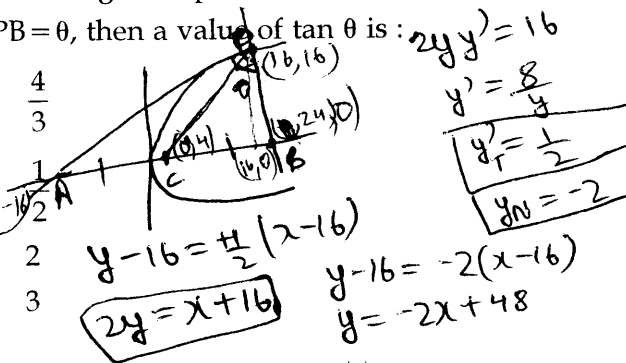 PB = θ, then a value of tan θ is :
2yy' = 16
(16,16)
4/3
y' = 8/y
θ
24,0)
(0,4)
(16,0)
B
y'T = 1/2
1/2
A
C
-16
yN = -2
2
y-16 = +1/2 (x-16)
y-16 = -2(x-16)
3
2y = x+16
y = -2x+48